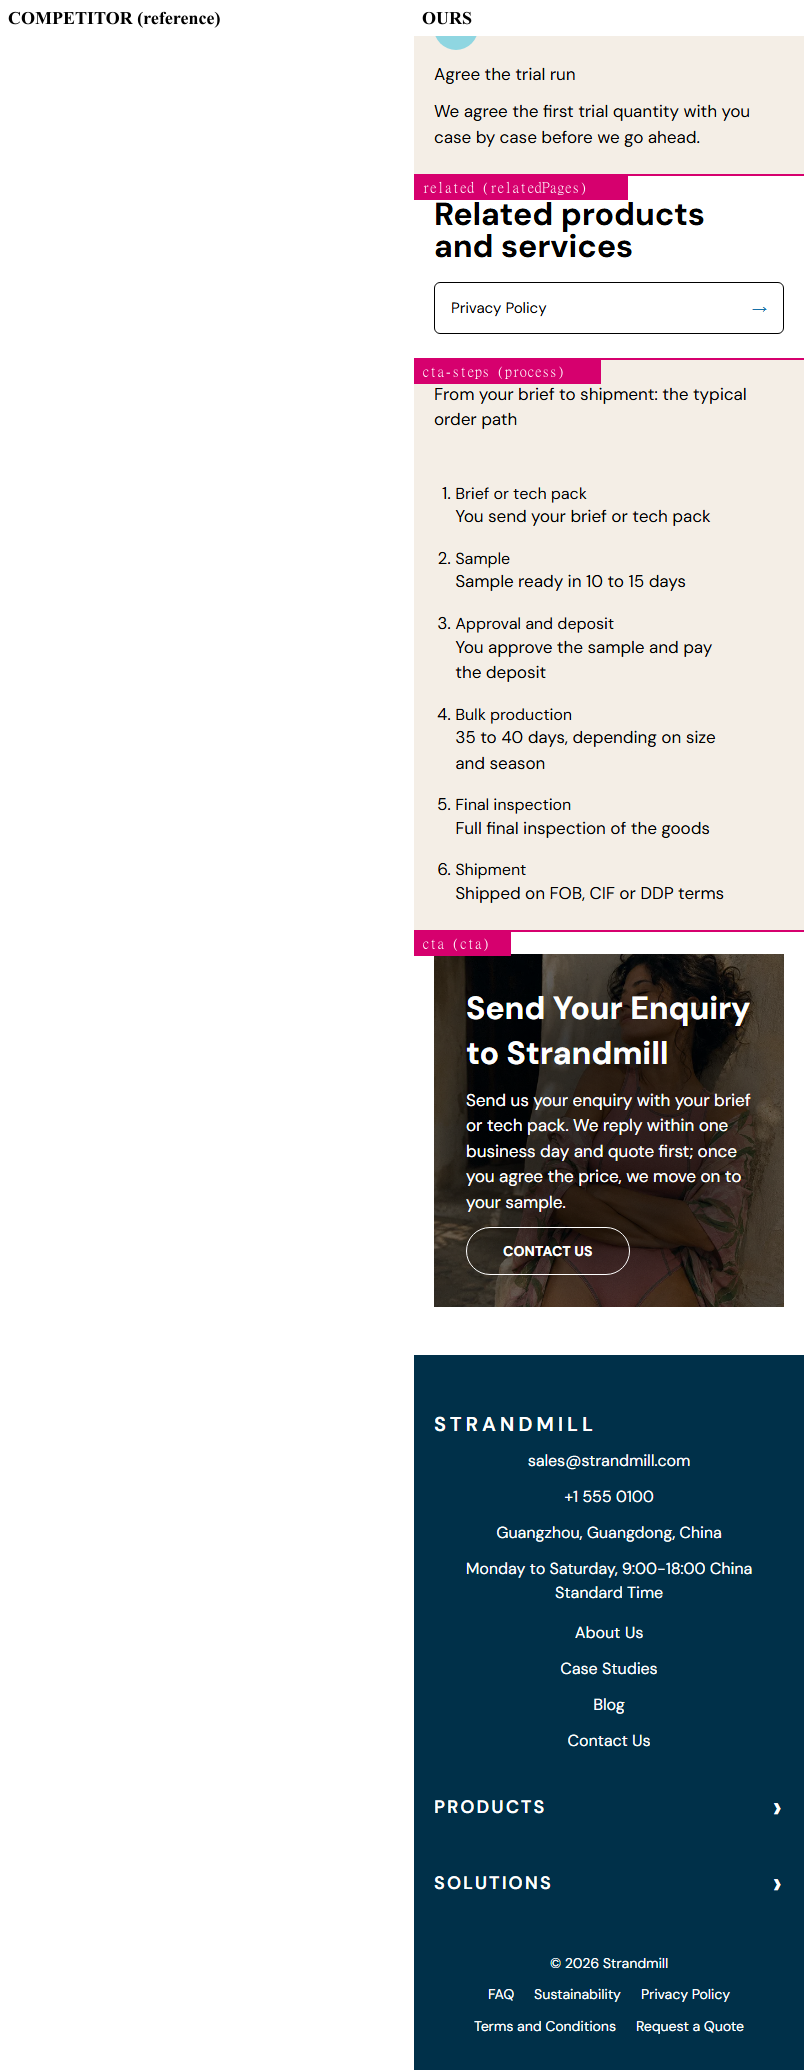 COMPETITOR (reference)
OURS
Agree the trial run
We agree the first trial quantity with you
case by case before we go ahead.
related (relatedPages)
Related products
and services
Privacy Policy →
cta-steps (process)
From your brief to shipment: the typical
order path
1. Brief or tech pack
You send your brief or tech pack
2. Sample
Sample ready in 10 to 15 days
3. Approval and deposit
You approve the sample and pay
the deposit
4. Bulk production
35 to 40 days, depending on size
and season
5. Final inspection
Full final inspection of the goods
6. Shipment
Shipped on FOB, CIF or DDP terms
cta (cta)
Send Your Enquiry
to Strandmill
Send us your enquiry with your brief
or tech pack. We reply within one
business day and quote first; once
you agree the price, we move on to
your sample.
CONTACT US
STRANDMILL
sales@strandmill.com
+1 555 0100
Guangzhou, Guangdong, China
Monday to Saturday, 9:00-18:00 China
Standard Time
About Us
Case Studies
Blog
Contact Us
PRODUCTS
SOLUTIONS
© 2026 Strandmill
FAQ Sustainability Privacy Policy
Terms and Conditions Request a Quote